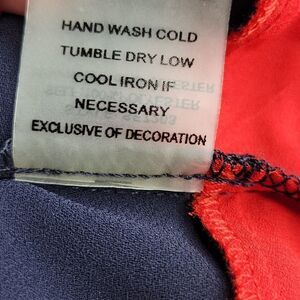 HAND WASH COLD
TUMBLE DRY LOW
COOL IRON IF
NECESSARY
EXCLUSIVE OF DECORATION